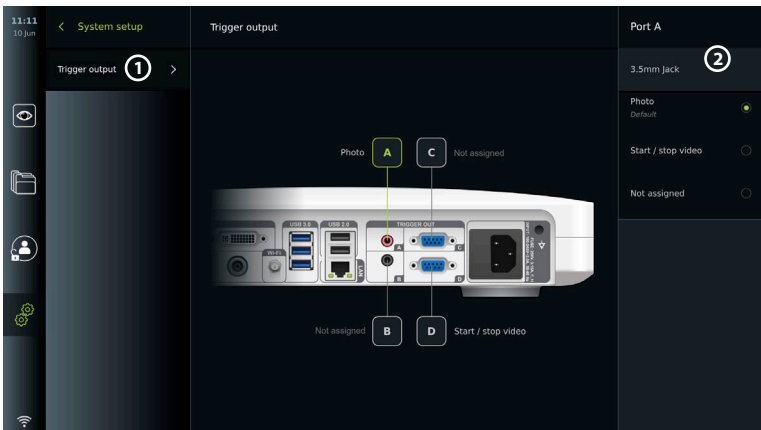 11:11
10 Jun
System setup
Trigger output
1
Trigger output
Photo
A
C
Not assigned
USB 3.0
USB 2.0
TRIGGER OUT
Wi-Fi
LAN
A
C
B
D
Not assigned
B
D
Start / stop video
Port A
3.5mm Jack
2
Photo
Default
Start / stop video
Not assigned